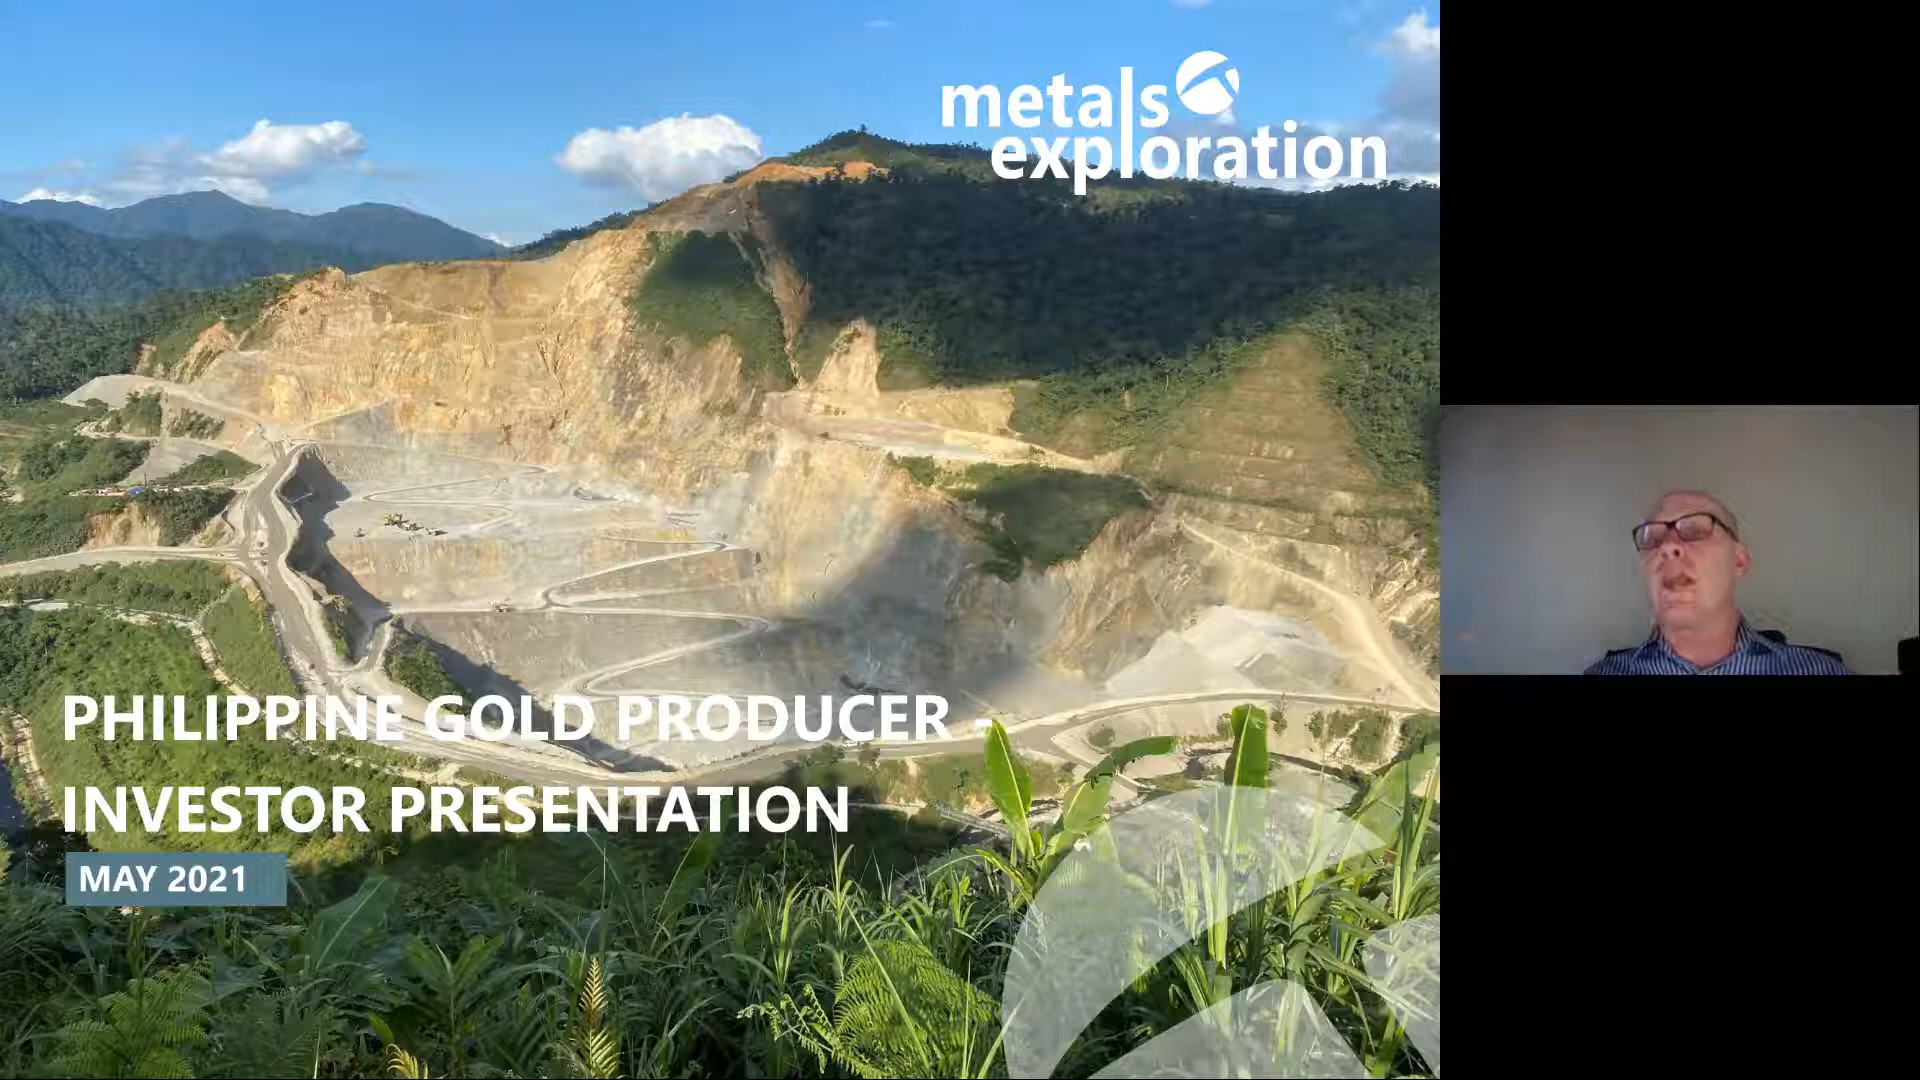 metals
exploration
PHILIPPINE GOLD PRODUCER -
INVESTOR PRESENTATION
MAY 2021